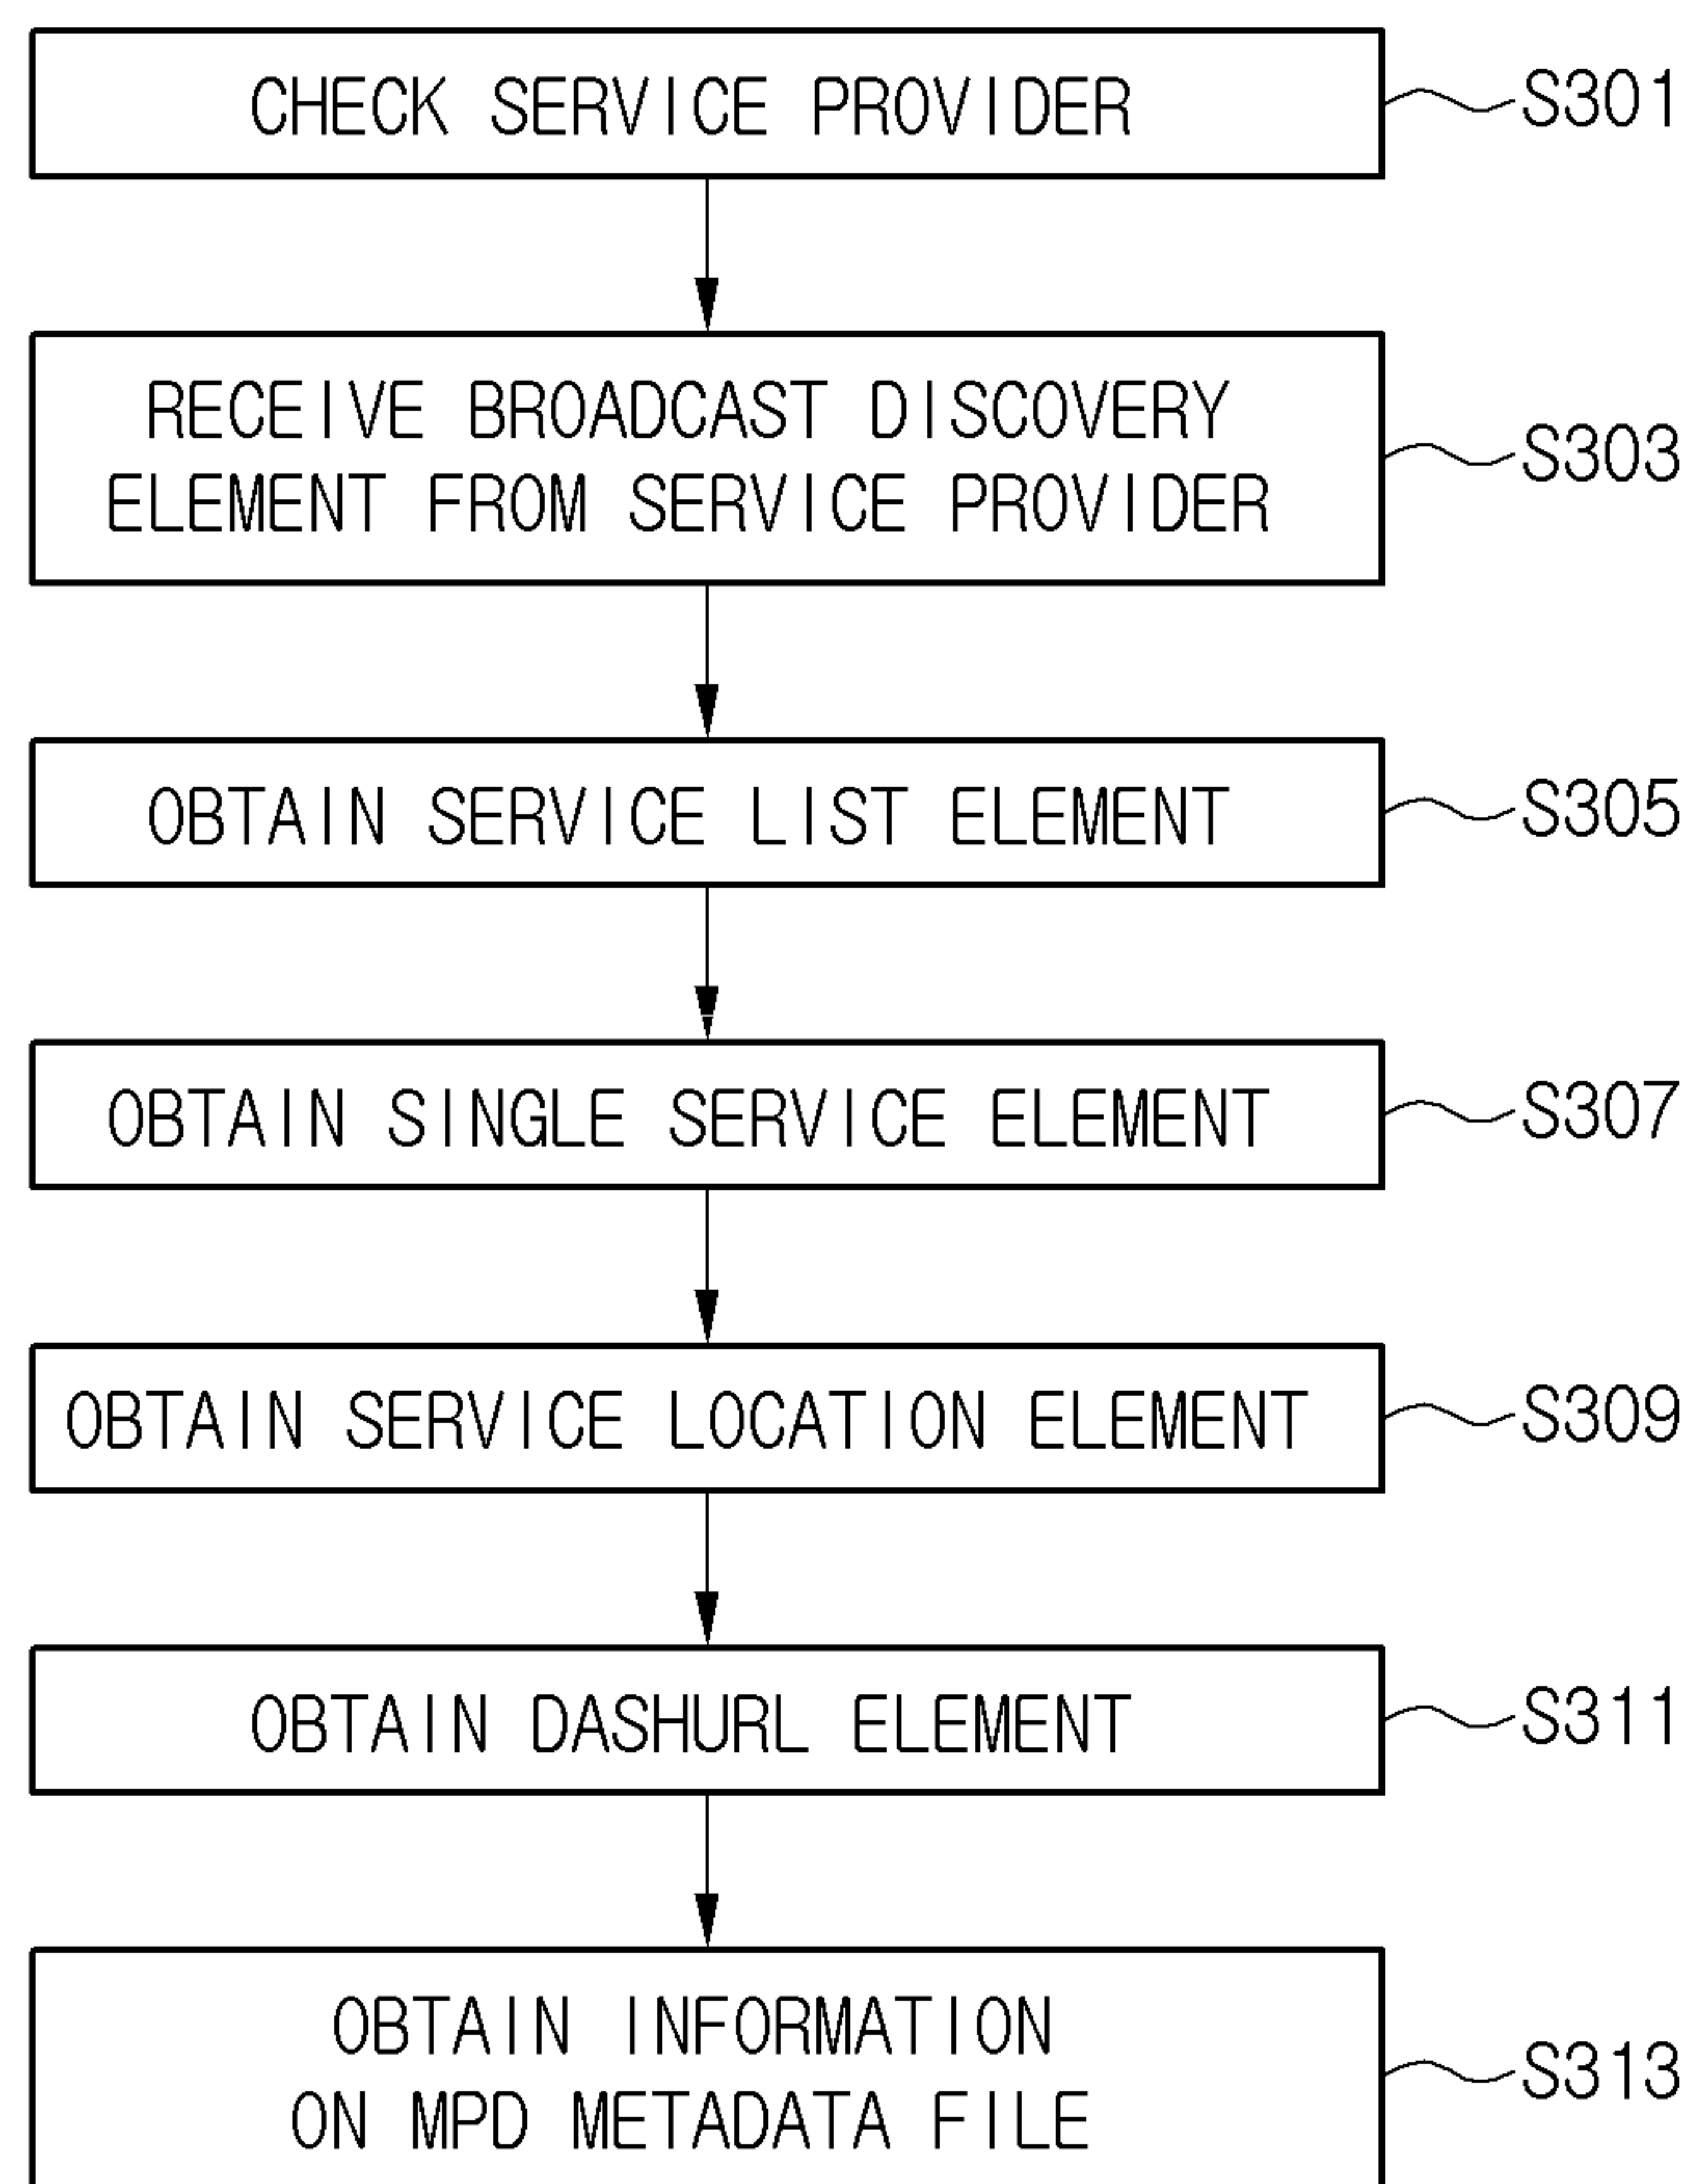 CHECK SERVICE PROVIDER
S301
RECEIVE BROADCAST DISCOVERY
ELEMENT FROM SERVICE PROVIDER
S303
OBTAIN SERVICE LIST ELEMENT
S305
OBTAIN SINGLE SERVICE ELEMENT
S307
OBTAIN SERVICE LOCATION ELEMENT
S309
OBTAIN DASHURL ELEMENT
S311
OBTAIN INFORMATION
ON MPD METADATA FILE
S313